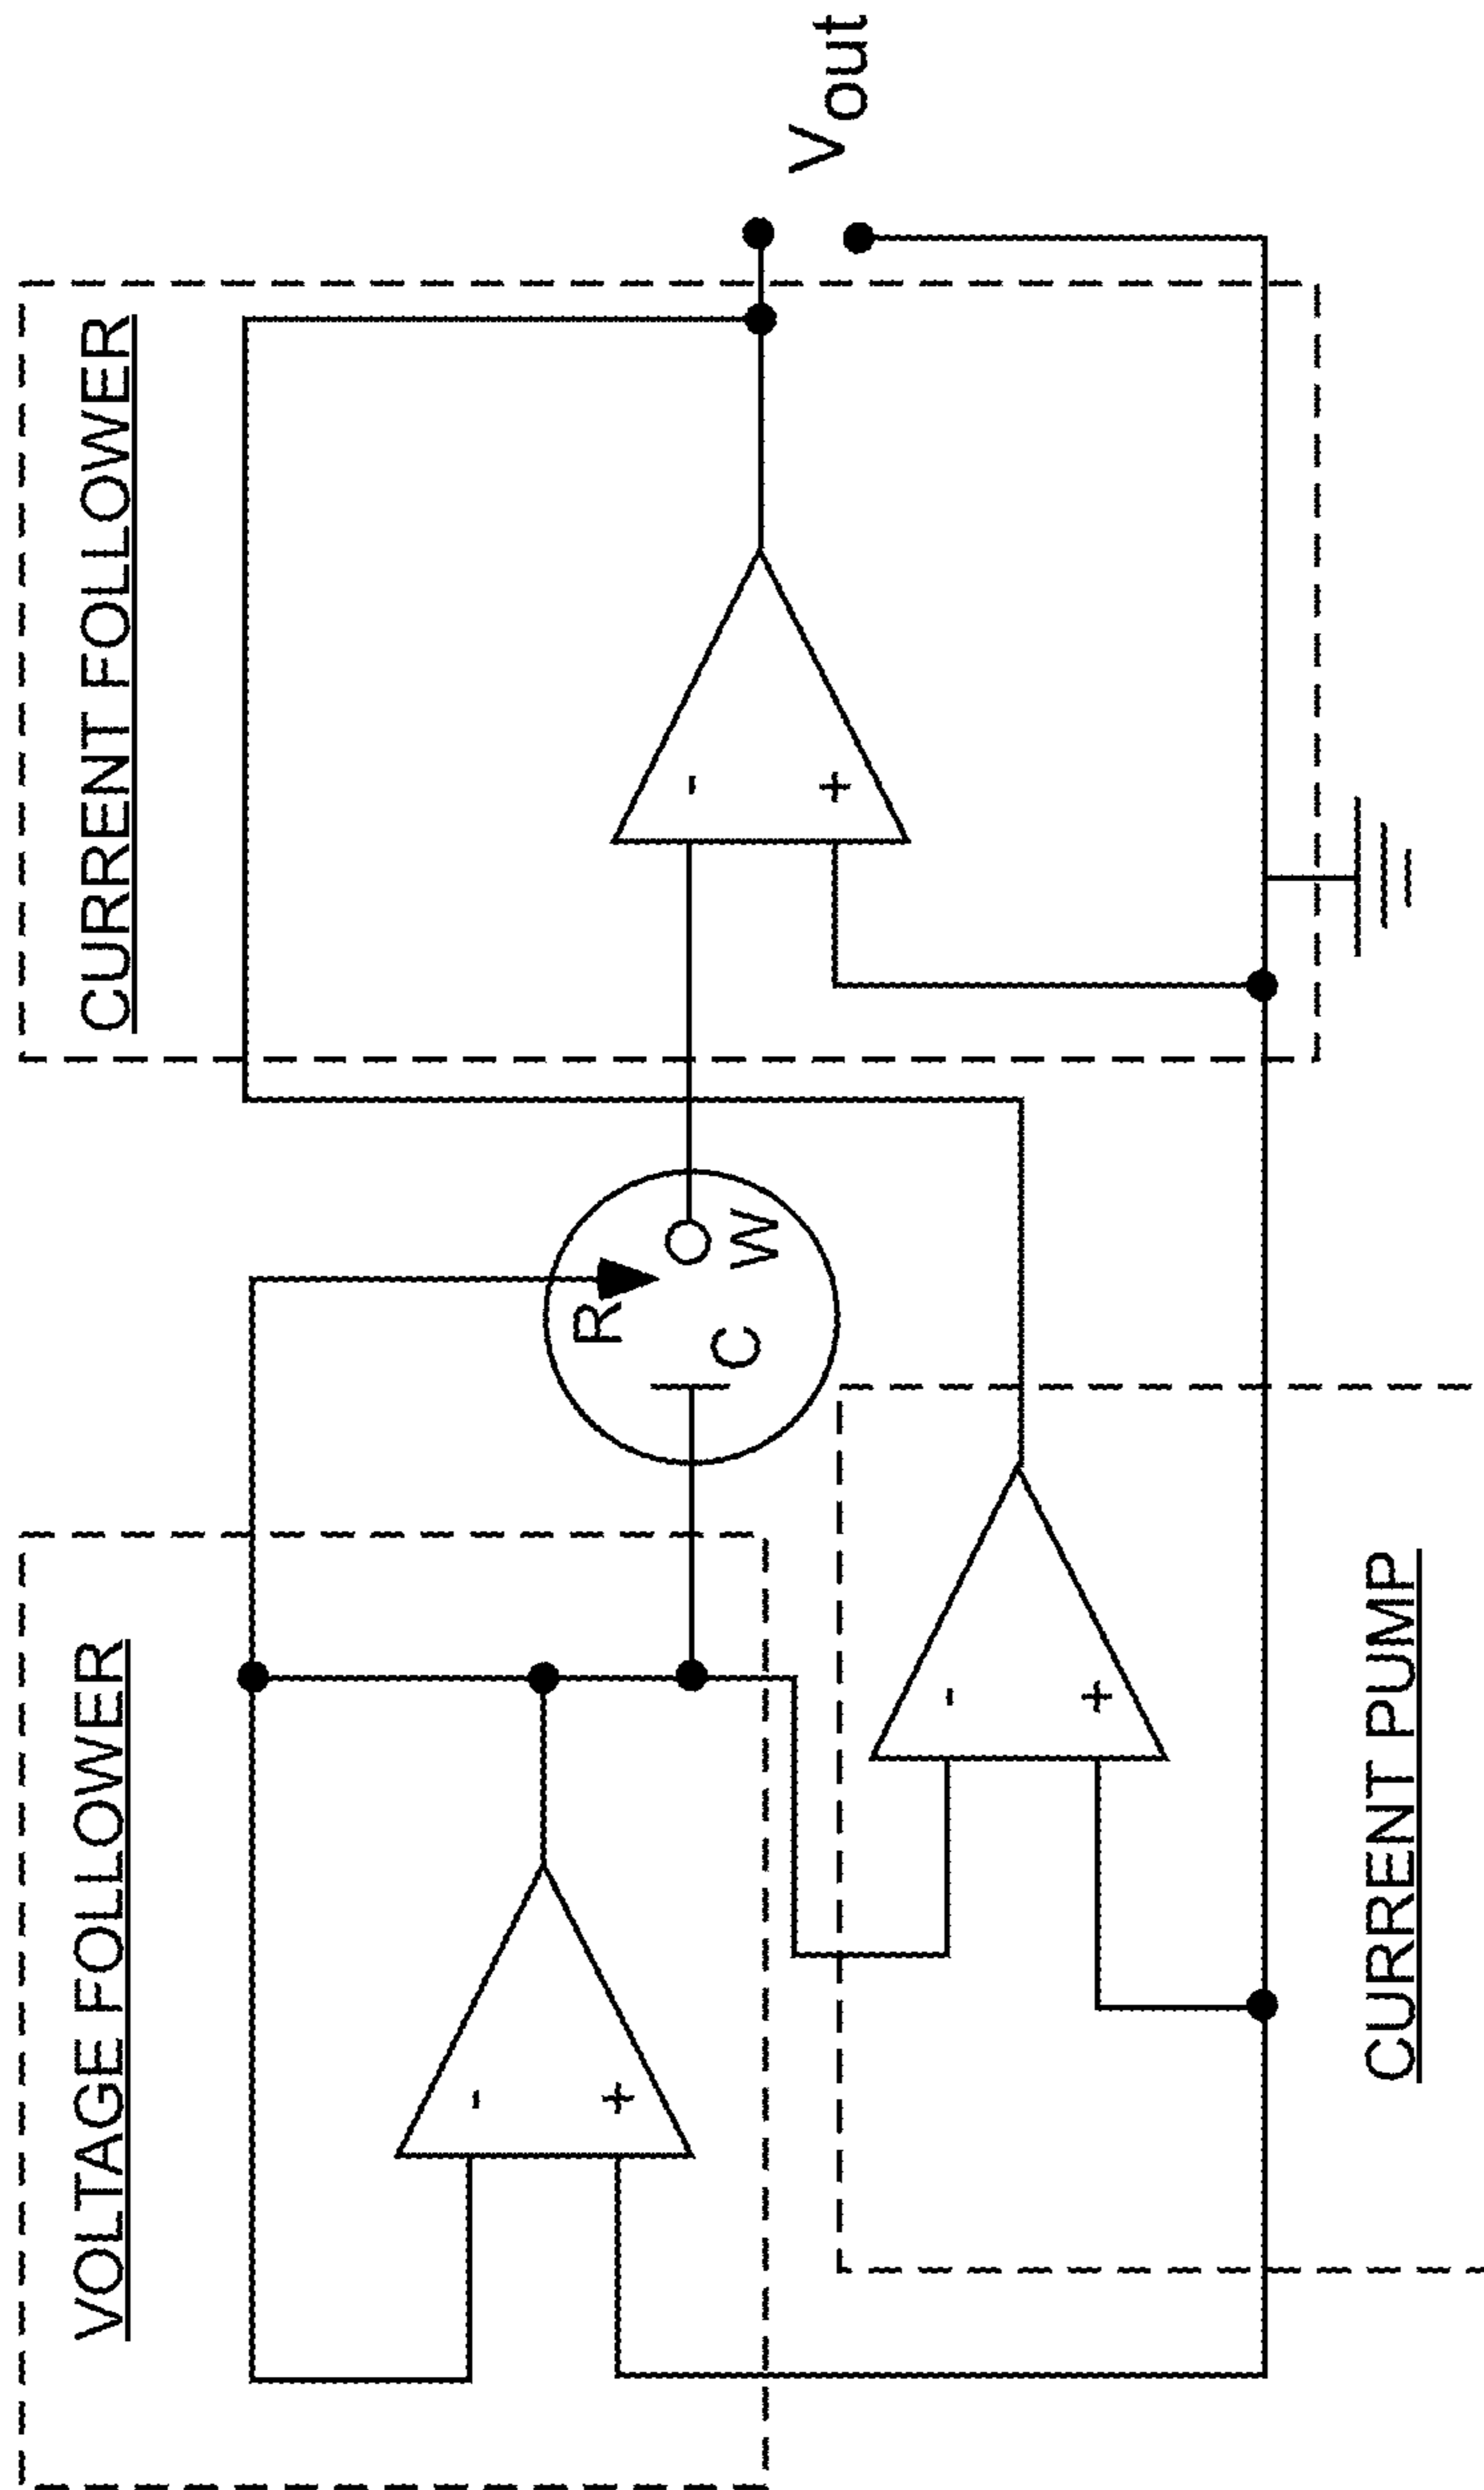 VOLTAGE FOLLOWER
CURRENT FOLLOWER
-
+
R
C
W
-
+
Vout
-
+
CURRENT PUMP